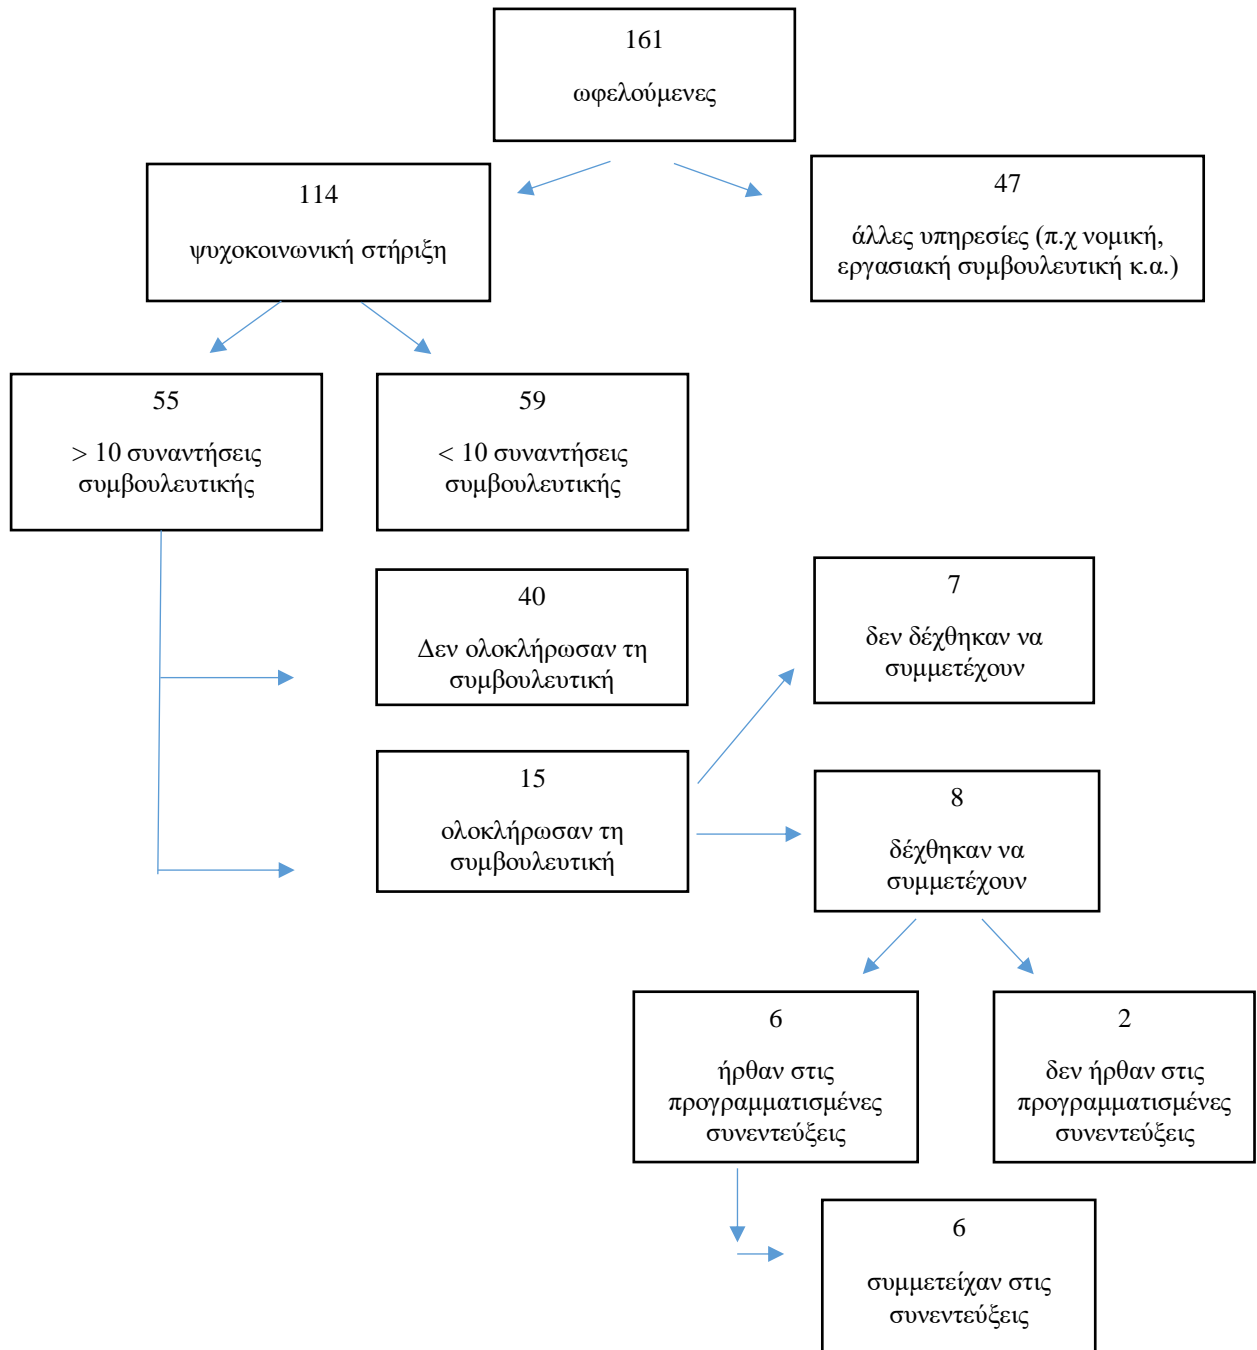 161
ωφελούμενες
114
ψυχοκοινωνική στήριξη
47
άλλες υπηρεσίες (π.χ νομική,
εργασιακή συμβουλευτική κ.α.)
55
> 10 συναντήσεις
συμβουλευτικής
59
< 10 συναντήσεις
συμβουλευτικής
40
Δεν ολοκλήρωσαν τη
συμβουλευτική
7
δεν δέχθηκαν να
συμμετέχουν
15
ολοκλήρωσαν τη
συμβουλευτική
8
δέχθηκαν να
συμμετέχουν
6
ήρθαν στις
προγραμματισμένες
συνεντεύξεις
2
δεν ήρθαν στις
προγραμματισμένες
συνεντεύξεις
6
συμμετείχαν στις
συνεντεύξεις